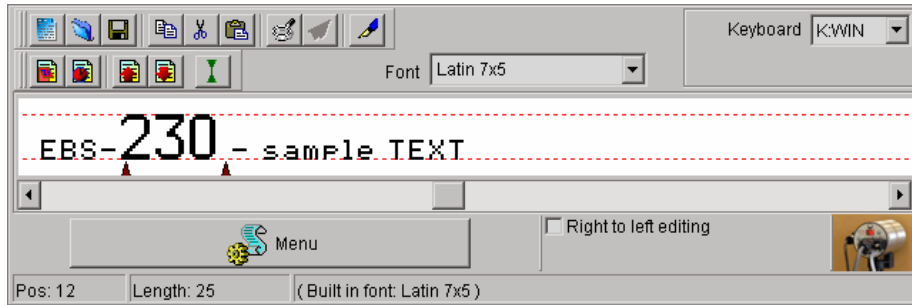 Keyboard K:WIN
Font Latin 7x5
EBS-230 - sample TEXT
Menu
Right to left editing
Pos: 12 Length: 25 ( Built in font: Latin 7x5 )